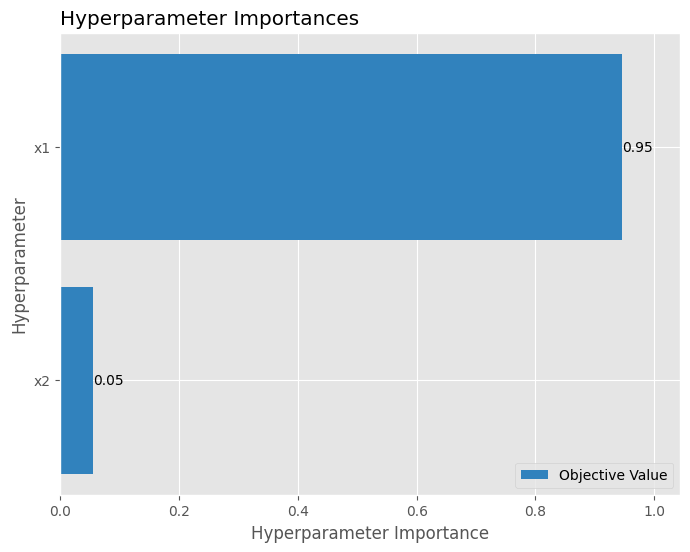 Hyperparameter Importances
Hyperparameter
x1
0.95
x2
0.05
Objective Value
0.0 0.2 0.4 0.6 0.8 1.0
Hyperparameter Importance